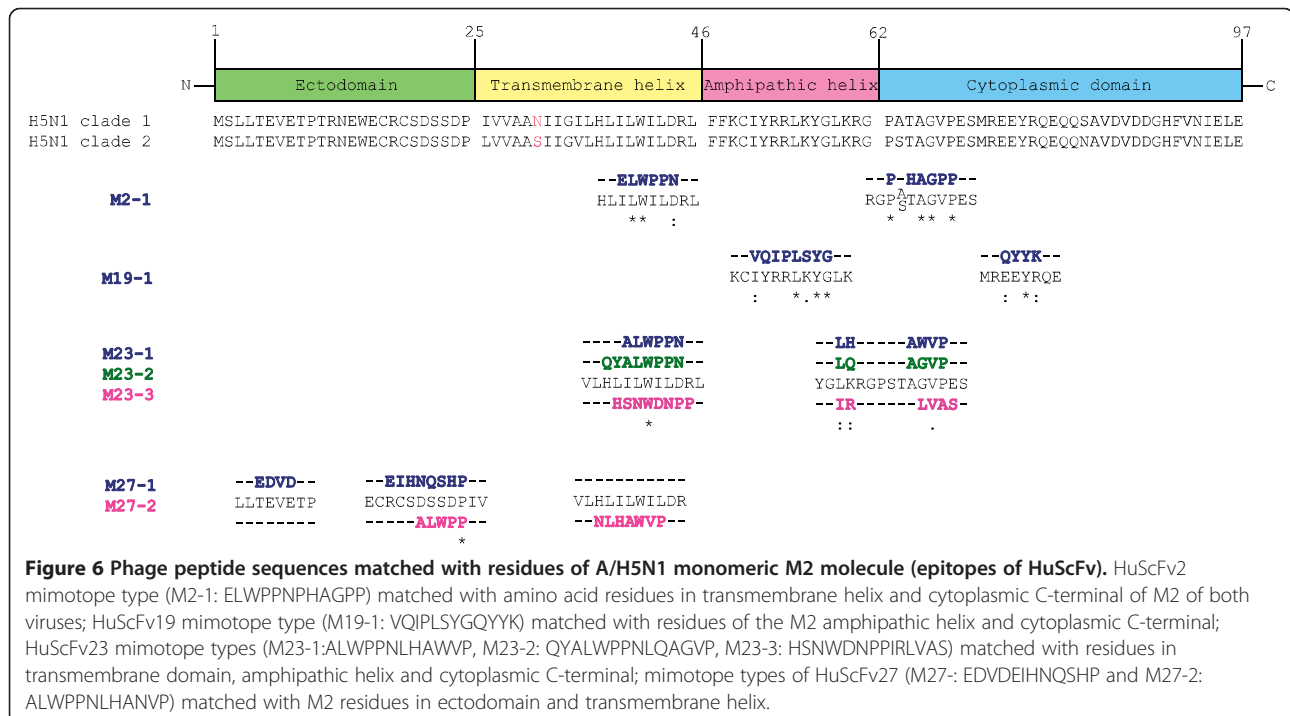 1 25 46 62 97
N Ectodomain Transmembrane helix Amphipathic helix Cytoplasmic domain C
H5N1 clade 1 MSLLTEVETPTRNEWECRCSDSSDP IVVAANIIGILHLILWILDRL FFKCIYRRLKYGLKRG PATAGVPESMREEYRQEQQSAVDVDDGHFVNIELE
H5N1 clade 2 MSLLTEVETPTRNEWECRCSDSSDP LVVAASIIGVLHLILWILDRL FFKCIYRRLKYGLKRG PSTAGVPESMREEYRQEQQNAVDVDDGHFVNIELE
--ELWPPN-- --P-HAGPP--
M2-1 HLILWILDRL RGPASTAGVPES
** : * ** *
--VQIPLSYG-- --QYYK--
M19-1 KCIYRRLKYGLK MREEYRQE
: *.** : *:
----ALWPPN-- --LH-----AWVP--
M23-1
--QYALWPPN-- --LQ-----AGVP--
M23-2
VLHLILWILDRL YGLKRGPSTAGVPES
M23-3
---HSNWDNPP- --IR------LVAS-
* :: .
--EDVD-- --EIHNQSHP-- -----------
M27-1
LLTEVETP ECRCSDSSDPIV VLHLILWILDR
M27-2
-------- -----ALWPP-- --NLHAWVP--
*
Figure 6 Phage peptide sequences matched with residues of A/H5N1 monomeric M2 molecule (epitopes of HuScFv). HuScFv2
mimotope type (M2-1: ELWPPNPHAGPP) matched with amino acid residues in transmembrane helix and cytoplasmic C-terminal of M2 of both
viruses; HuScFv19 mimotope type (M19-1: VQIPLSYGQYYK) matched with residues of the M2 amphipathic helix and cytoplasmic C-terminal;
HuScFv23 mimotope types (M23-1:ALWPPNLHAWVP, M23-2: QYALWPPNLQAGVP, M23-3: HSNWDNPPIRLVAS) matched with residues in
transmembrane domain, amphipathic helix and cytoplasmic C-terminal; mimotope types of HuScFv27 (M27-: EDVDEIHNQSHP and M27-2:
ALWPPNLHANVP) matched with M2 residues in ectodomain and transmembrane helix.